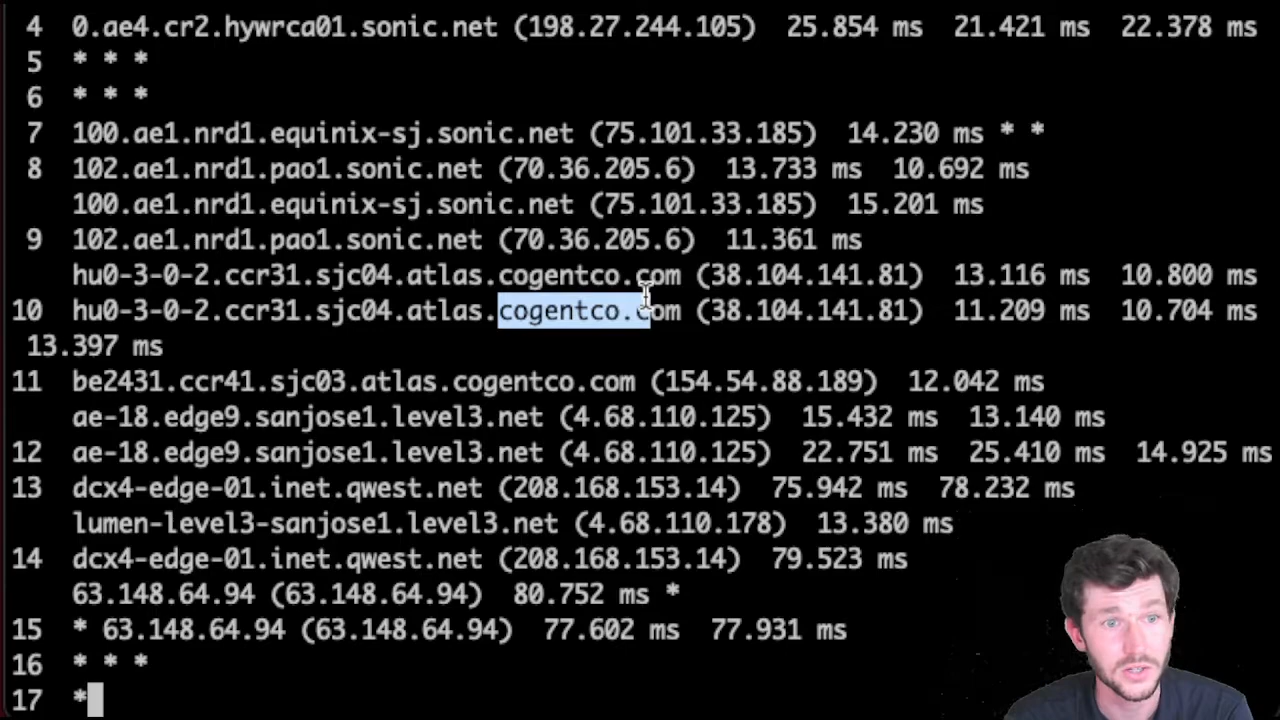 4 0.ae4.cr2.hywrca01.sonic.net (198.27.244.105) 25.854 ms 21.421 ms 22.378 ms
5 * * *
6 * * *
7 100.ae1.nrd1.equinix-sj.sonic.net (75.101.33.185) 14.230 ms * *
8 102.ae1.nrd1.pao1.sonic.net (70.36.205.6) 13.733 ms 10.692 ms
100.ae1.nrd1.equinix-sj.sonic.net (75.101.33.185) 15.201 ms
9 102.ae1.nrd1.pao1.sonic.net (70.36.205.6) 11.361 ms
hu0-3-0-2.ccr31.sjc04.atlas.cogentco.com (38.104.141.81) 13.116 ms 10.800 ms
10 hu0-3-0-2.ccr31.sjc04.atlas.cogentco.com (38.104.141.81) 11.209 ms 10.704 ms
13.397 ms
11 be2431.ccr41.sjc03.atlas.cogentco.com (154.54.88.189) 12.042 ms
ae-18.edge9.sanjose1.level3.net (4.68.110.125) 15.432 ms 13.140 ms
12 ae-18.edge9.sanjose1.level3.net (4.68.110.125) 22.751 ms 25.410 ms 14.925 ms
13 dcx4-edge-01.inet.qwest.net (208.168.153.14) 75.942 ms 78.232 ms
lumen-level3-sanjose1.level3.net (4.68.110.178) 13.380 ms
14 dcx4-edge-01.inet.qwest.net (208.168.153.14) 79.523 ms
63.148.64.94 (63.148.64.94) 80.752 ms *
15 * 63.148.64.94 (63.148.64.94) 77.602 ms 77.931 ms
16 * * *
17 *